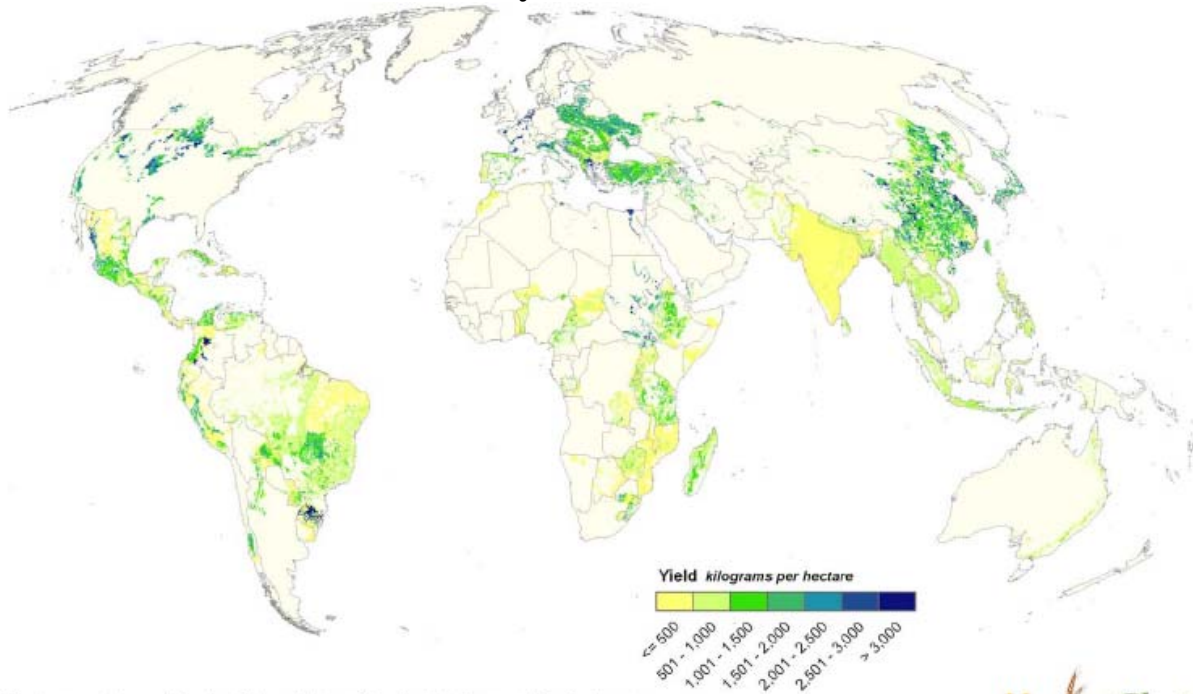 Yield kilograms per hectare
<= 500
501 - 1,000
1,001 - 1,500
1,501 - 2,000
2,001 - 2,500
2,501 - 3,000
> 3,000